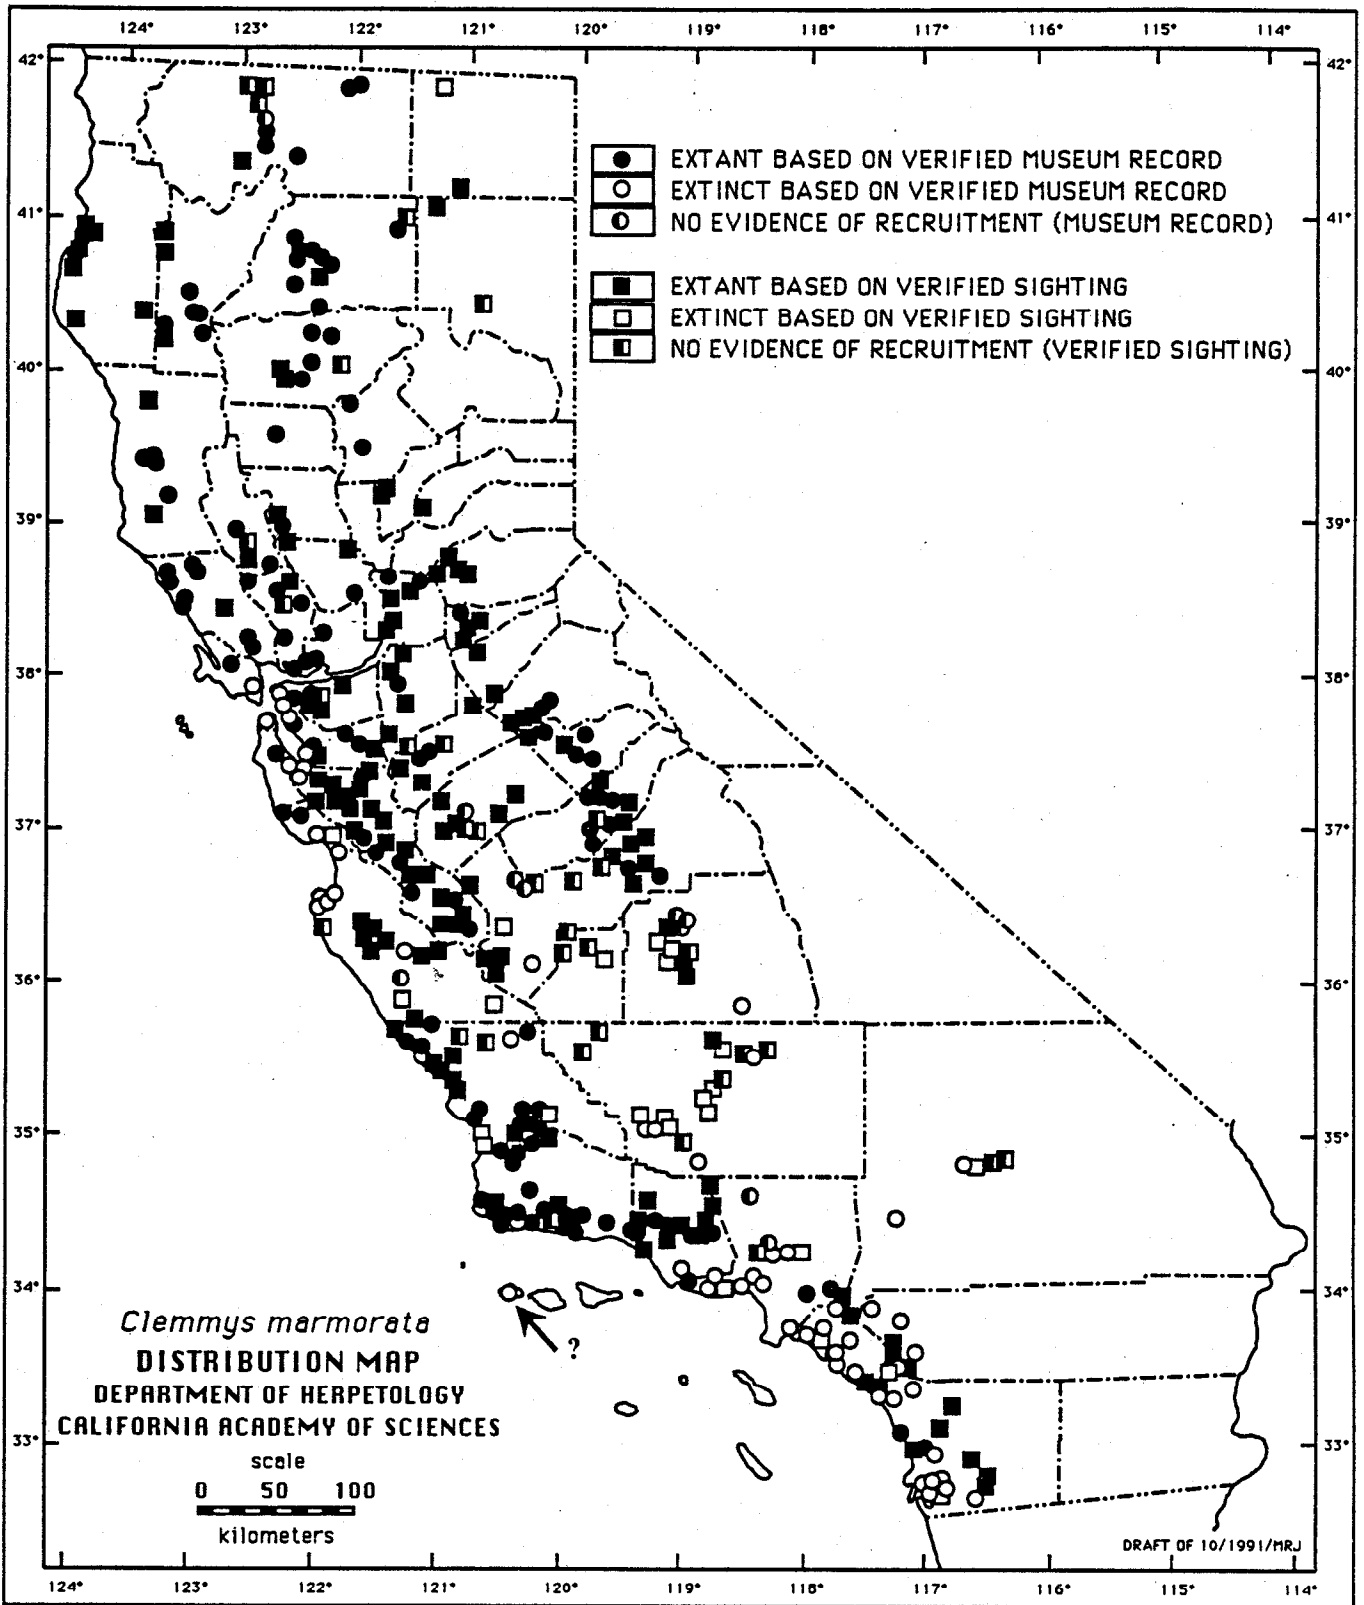 124° 123° 122° 121° 120° 119° 118° 117° 116° 115° 114°
42° 42°
EXTANT BASED ON VERIFIED MUSEUM RECORD
EXTINCT BASED ON VERIFIED MUSEUM RECORD
NO EVIDENCE OF RECRUITMENT (MUSEUM RECORD)
41° 41°
EXTANT BASED ON VERIFIED SIGHTING
EXTINCT BASED ON VERIFIED SIGHTING
NO EVIDENCE OF RECRUITMENT (VERIFIED SIGHTING)
40° 40°
39° 39°
38° 38°
37° 37°
36° 36°
35° 35°
34° 34°
?
Clemmys marmorata
DISTRIBUTION MAP
DEPARTMENT OF HERPETOLOGY
CALIFORNIA ACADEMY OF SCIENCES
33° 33°
scale
0 50 100
kilometers
DRAFT OF 10/1991/MRJ
124° 123° 122° 121° 120° 119° 118° 117° 116° 115° 114°